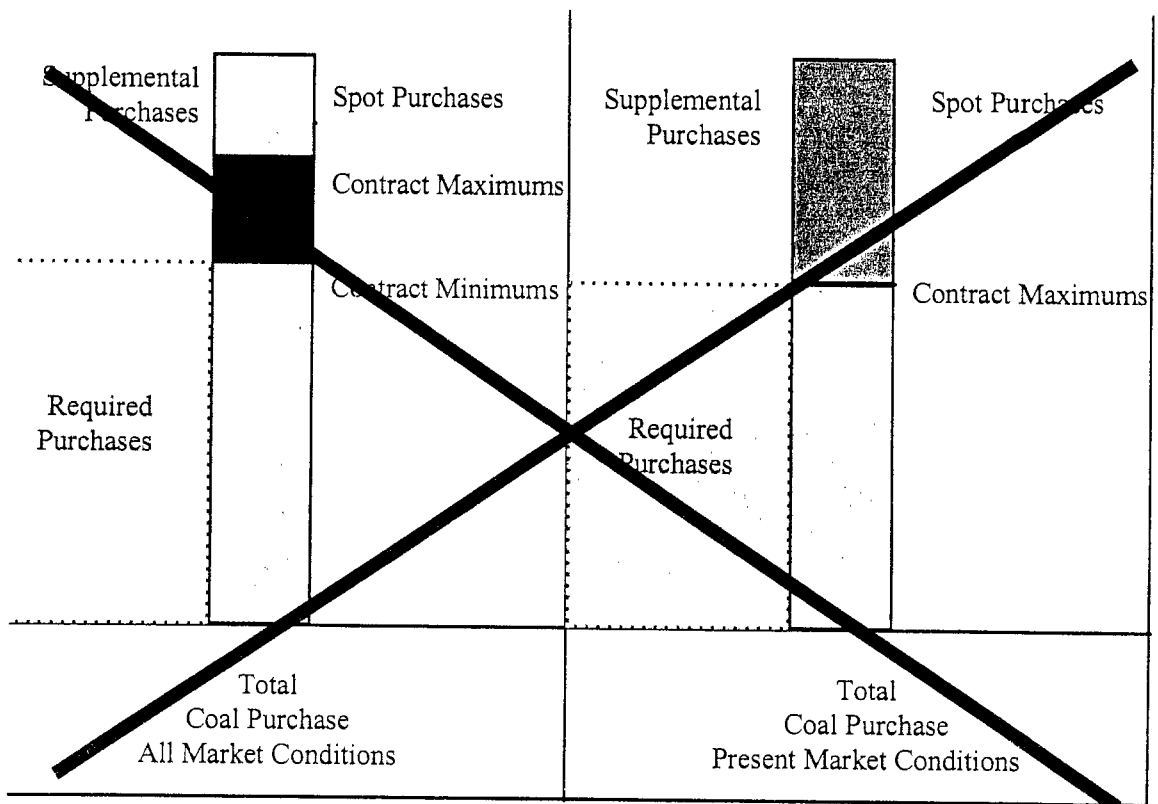 Supplemental
Purchases
Spot Purchases
Contract Maximums
Contract Minimums
Required
Purchases
Total
Coal Purchase
All Market Conditions
Supplemental
Purchases
Spot Purchases
Contract Maximums
Required
Purchases
Total
Coal Purchase
Present Market Conditions